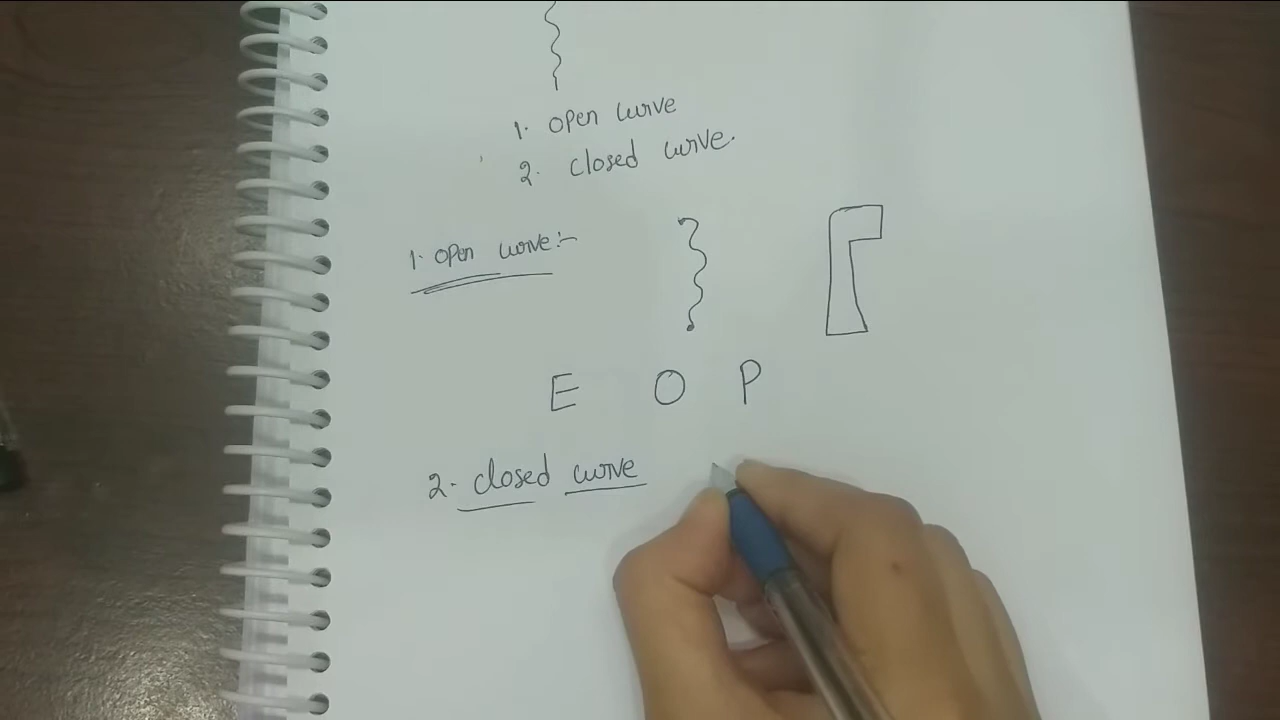 1. open curve
2. closed curve.
1. open curve:-
E O P
2. closed curve